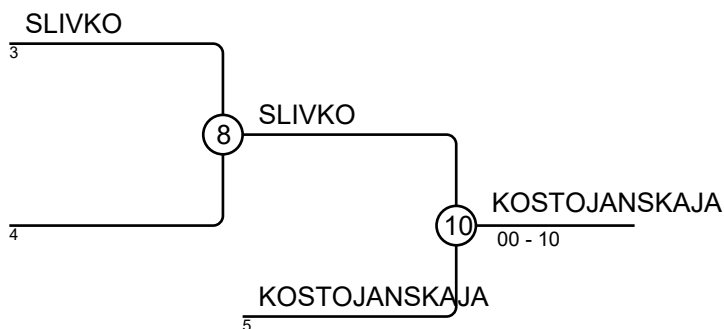 SLIVKO
3
8
SLIVKO
4
10
KOSTOJANSKAJA
00 - 10
KOSTOJANSKAJA
5